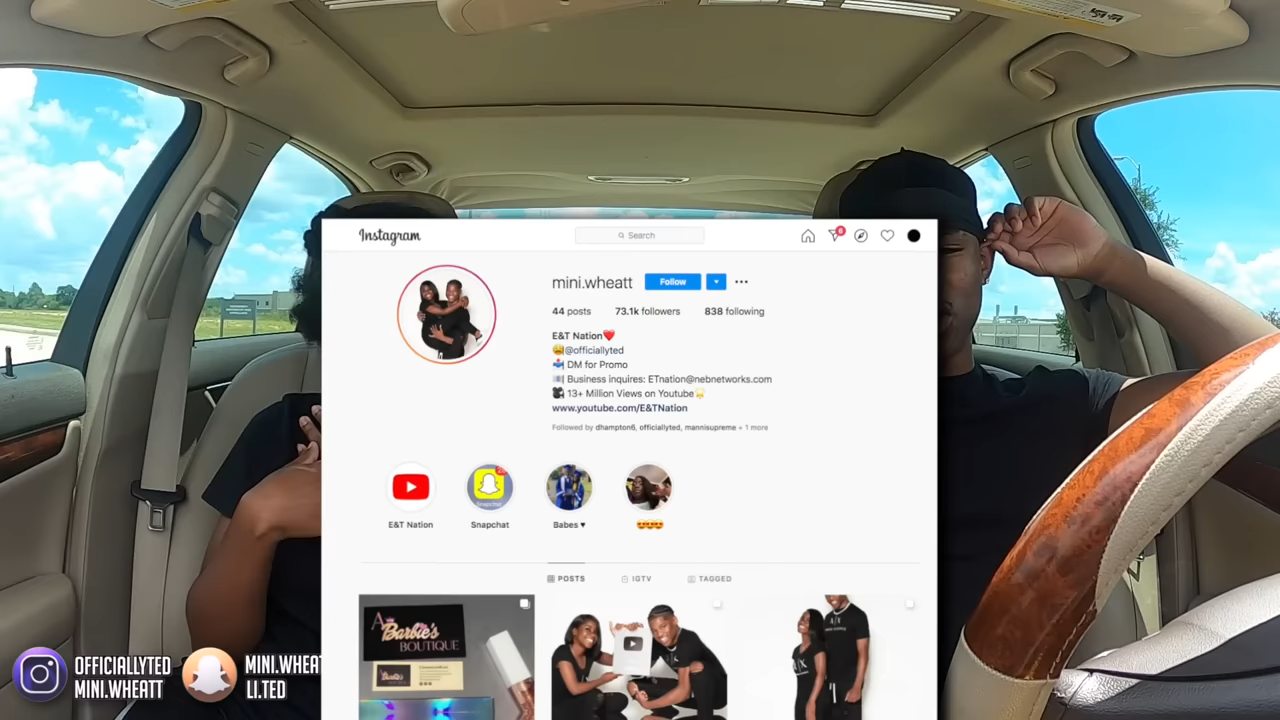 Instagram
Search
6
mini.wheatt
Follow
44 posts 73.1k followers 838 following
E&T Nation❤️
@officiallyted
DM for Promo
Business inquires: ETnation@nebnetworks.com
13+ Million Views on Youtube
www.youtube.com/E&TNation
Followed by dhampton6, officiallyted, mannisupreme + 1 more
E&T Nation
Snapchat
Babes ♥
😍😍😍
POSTS
IGTV
TAGGED
Barbie's
BOUTIQUE
A|X
OFFICIALLYTED
MINI.WHEATT
MINI.WHEAT
LI.TED